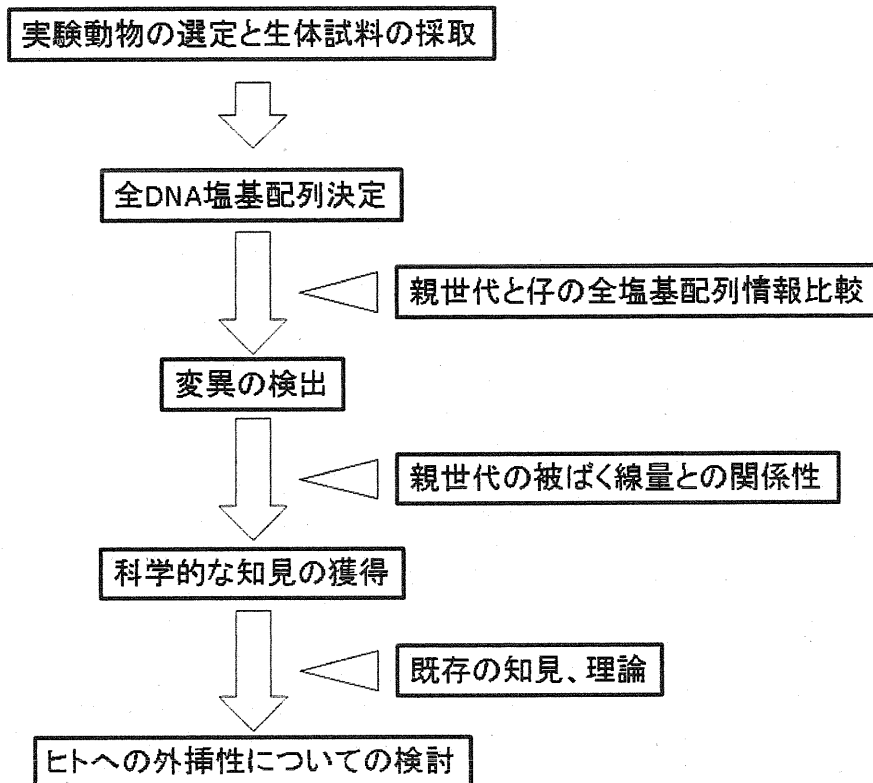 実験動物の選定と生体試料の採取
全DNA塩基配列決定
親世代と仔の全塩基配列情報比較
変異の検出
親世代の被ばく線量との関係性
科学的な知見の獲得
既存の知見、理論
ヒトへの外挿性についての検討